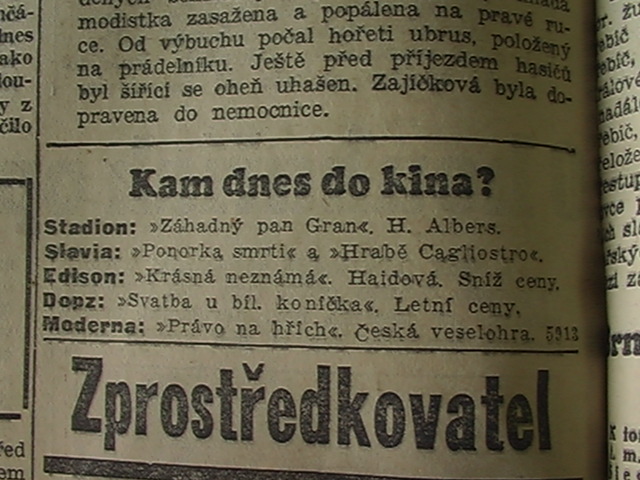 modistka zasažena a popálena na pravé ru-
ce. Od výbuchu počal hořeti ubrus, položený
na prádelníku. Ještě před příjezdem hasičů
byl šířící se oheň uhašen. Zajíčková byla do-
pravena do nemocnice.
Kam dnes do kina?
Stadion: »Záhadný pan Gran«. H. Albers.
Slavia: »Ponorka smrti« a »Hrabě Cagliostro«.
Edison: »Krásná neznámá«. Haidová. Sníž ceny.
Dopz: »Svatba u bíl. koníčka«. Letní ceny.
Moderna: »Právo na hřích«. Česká veselohra. 5913
Zprostředkovatel